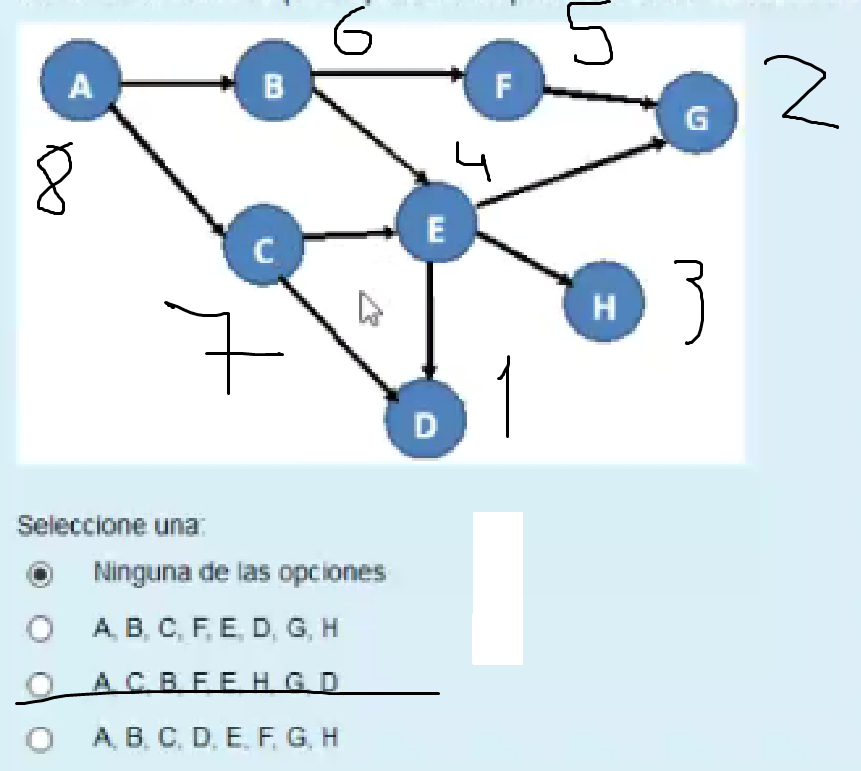 6
5
A
B
F
G
2
8
4
C
E
H
3
7
D
1
Seleccione una:
Ninguna de las opciones
A, B, C, F, E, D, G, H
A, C, B, F, E, H, G, D
A, B, C, D, E, F, G, H